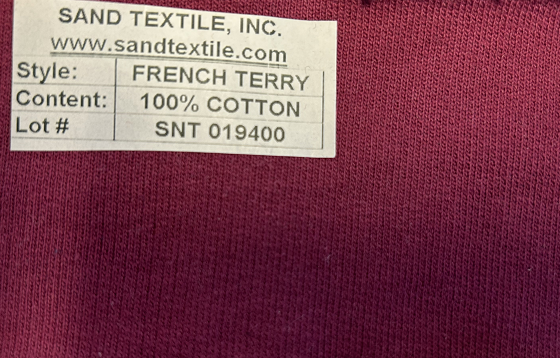 SAND TEXTILE, INC.
www.sandtextile.com
Style: FRENCH TERRY
Content: 100% COTTON
Lot # SNT 019400